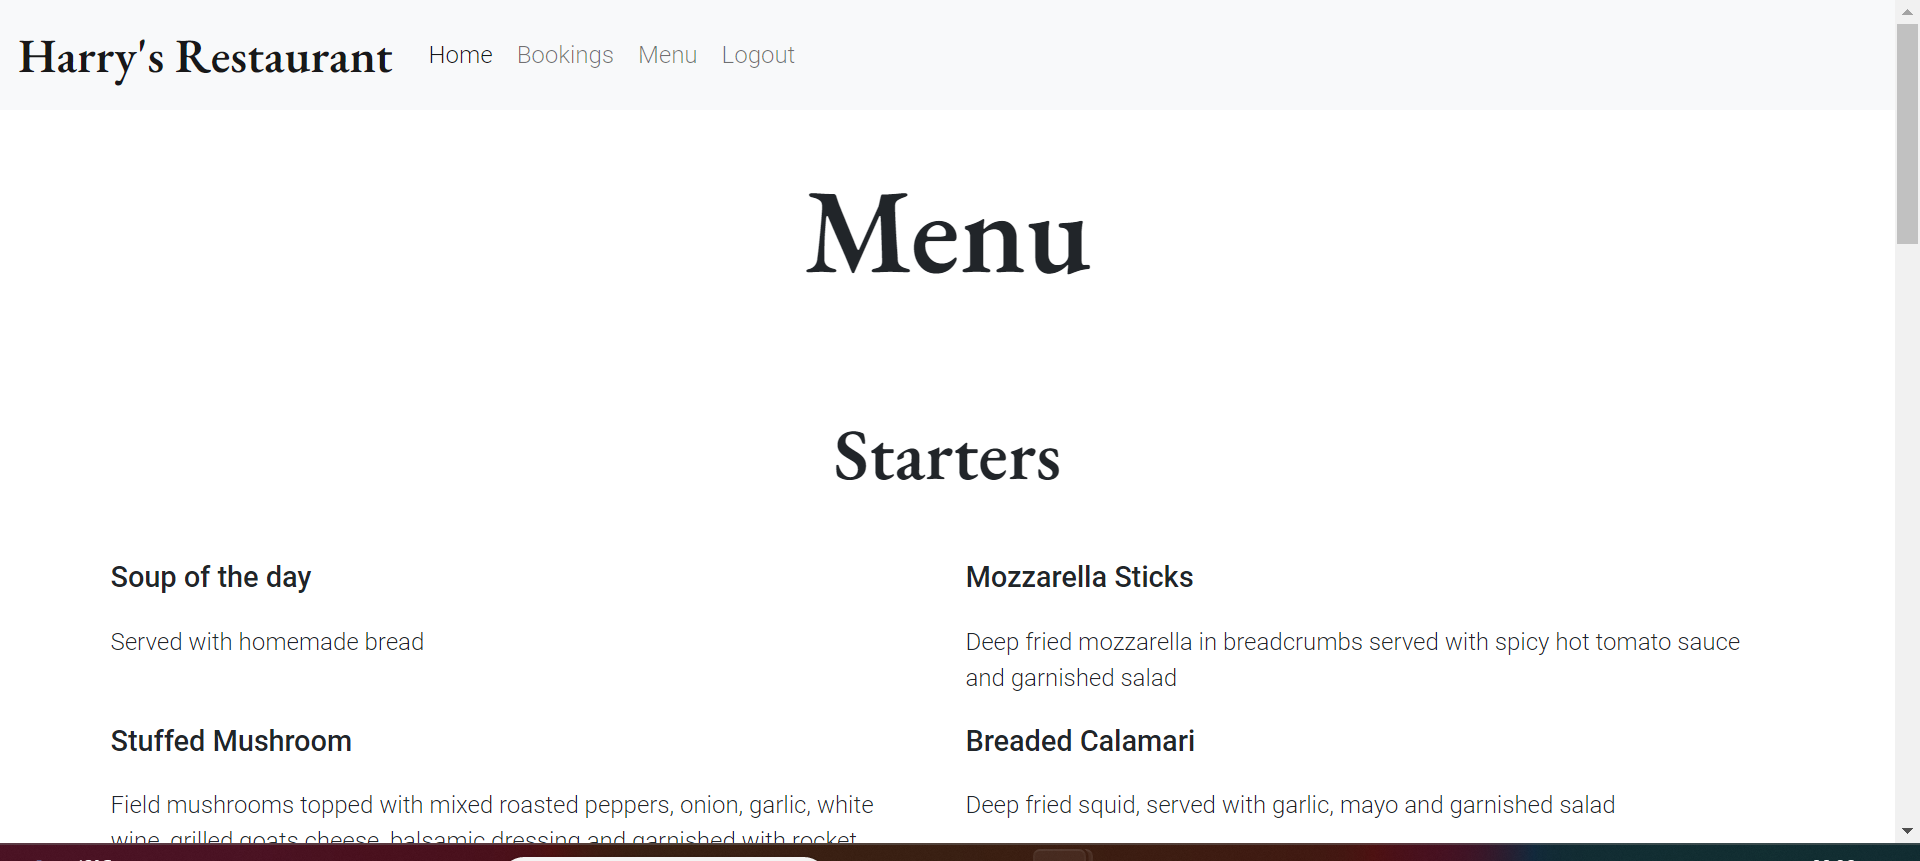 Harry's Restaurant Home Bookings Menu Logout
Menu
Starters
Soup of the day
Served with homemade bread
Mozzarella Sticks
Deep fried mozzarella in breadcrumbs served with spicy hot tomato sauce
and garnished salad
Stuffed Mushroom
Field mushrooms topped with mixed roasted peppers, onion, garlic, white
wine, grilled goats cheese, balsamic dressing and garnished with rocket
Breaded Calamari
Deep fried squid, served with garlic, mayo and garnished salad